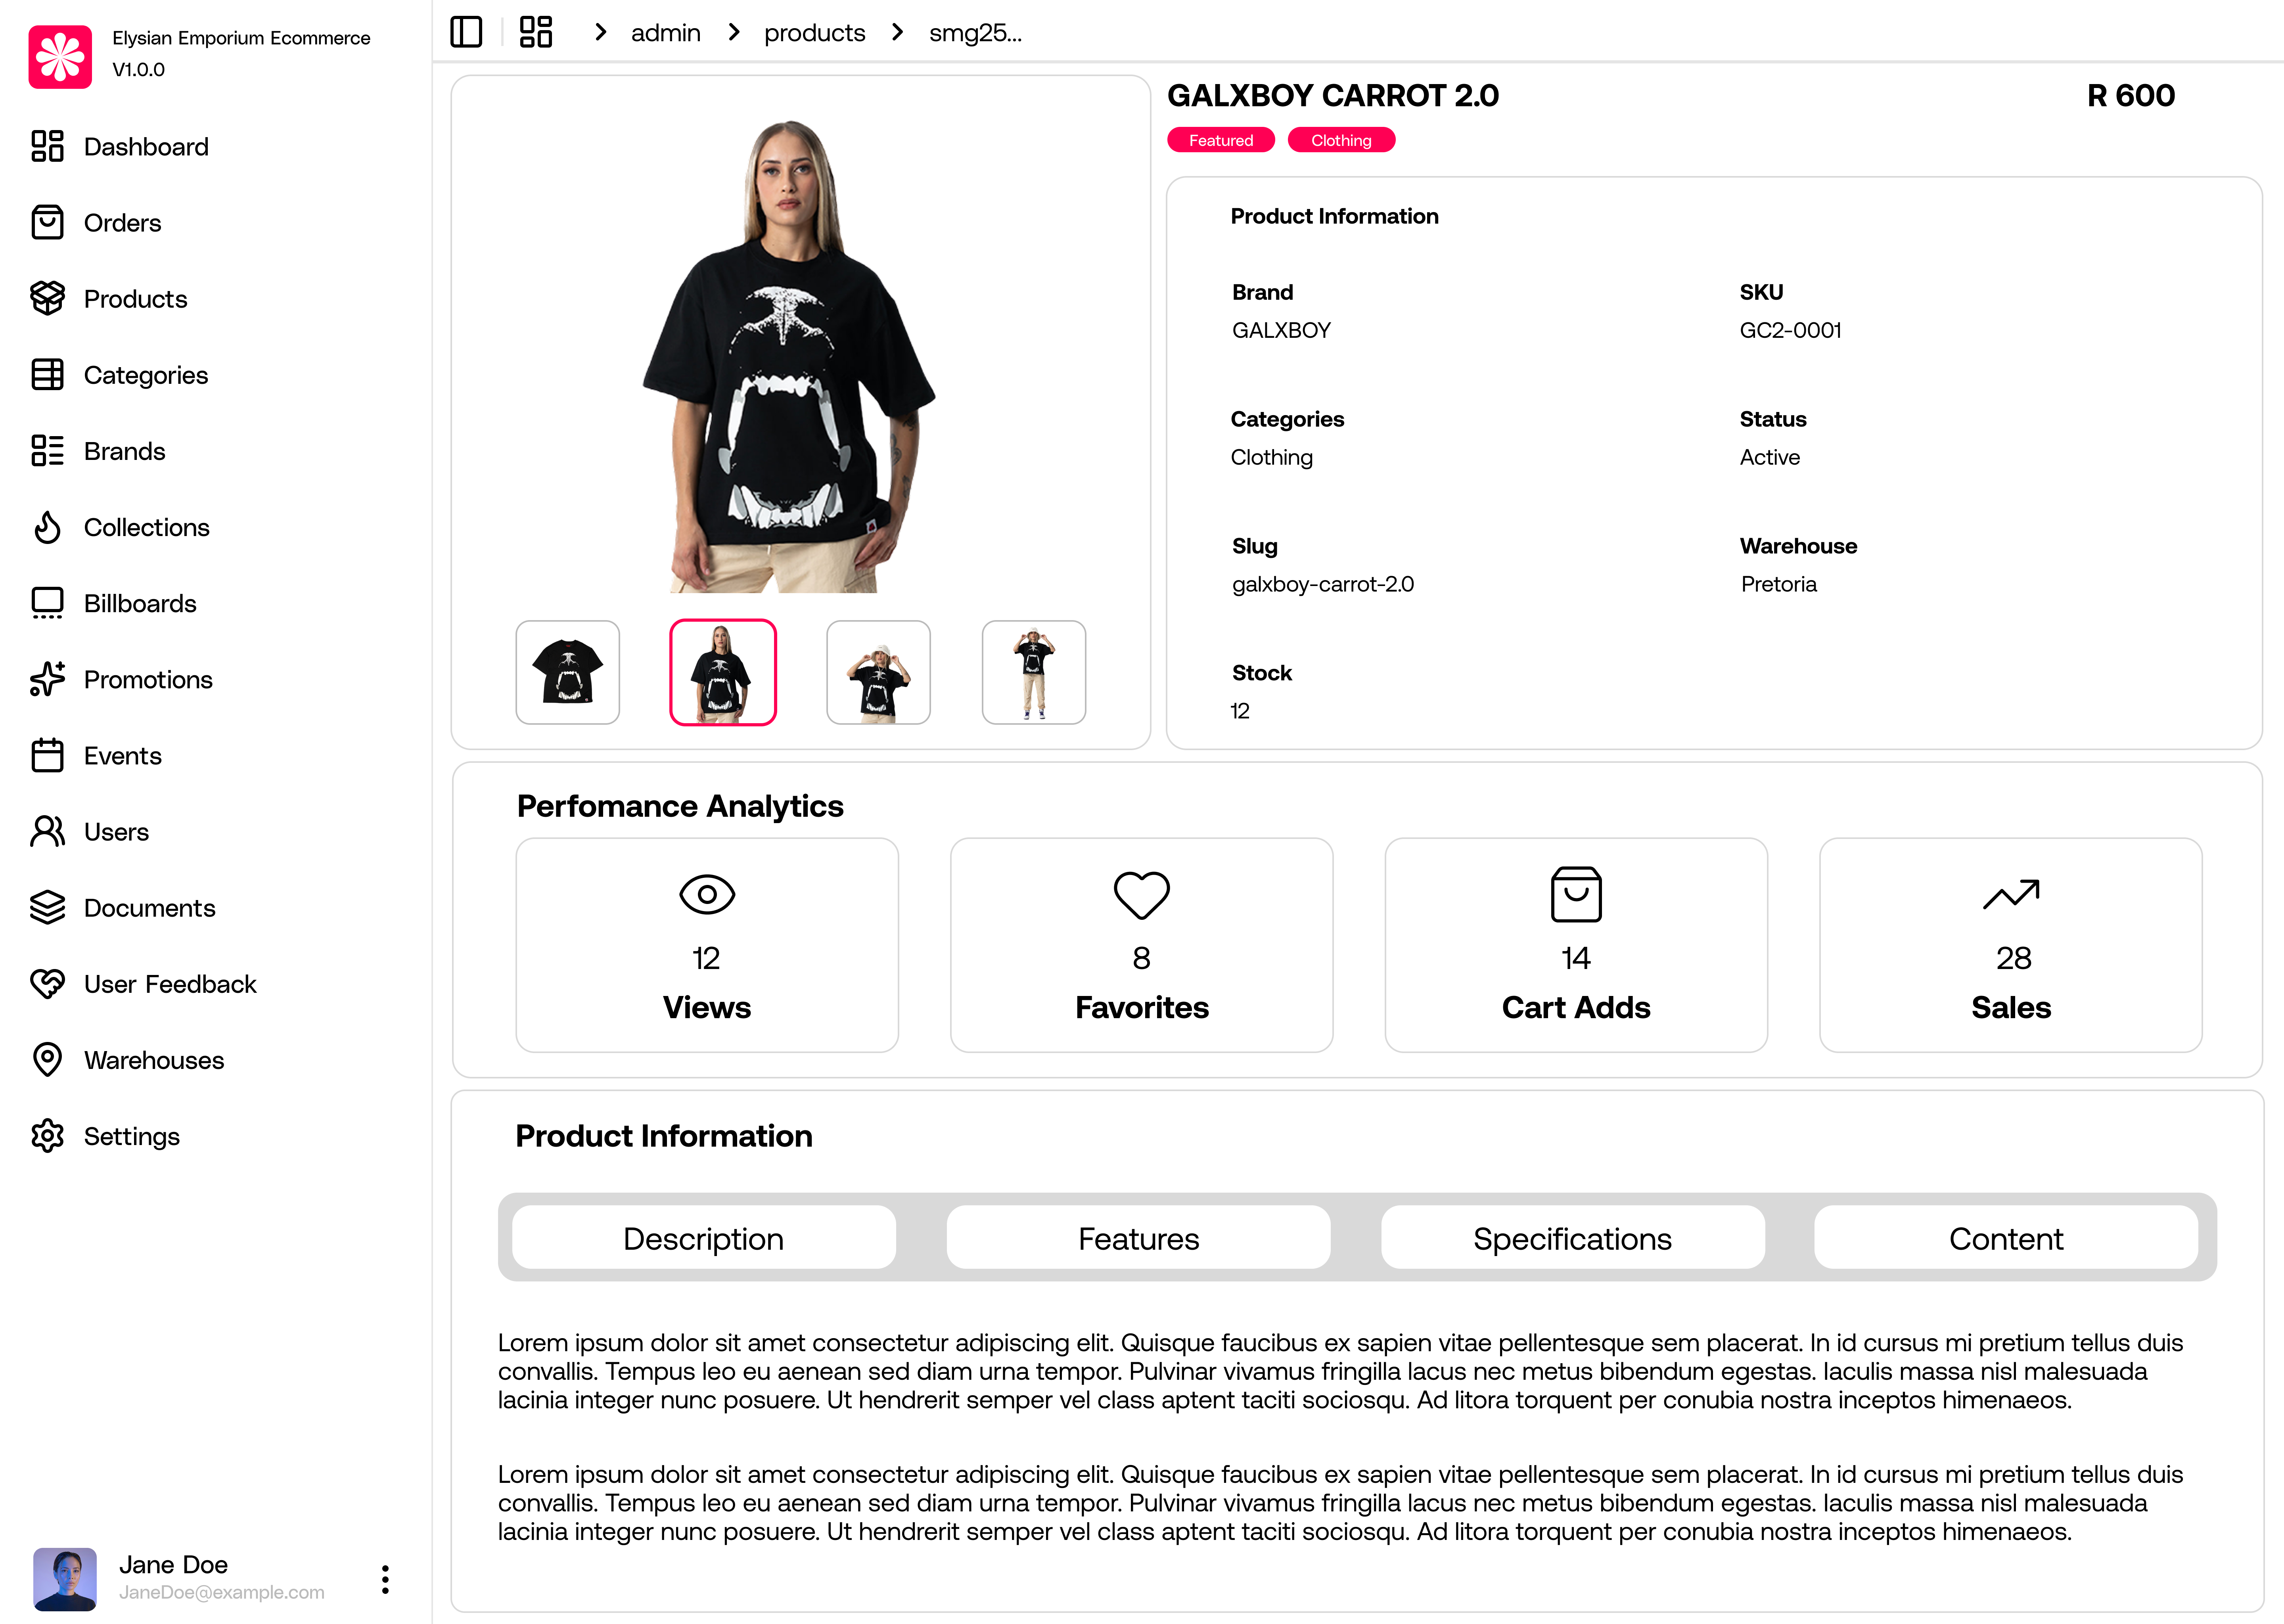 Elysian Emporium Ecommerce
V1.0.0
Dashboard
Orders
Products
Categories
Brands
Collections
Billboards
Promotions
Events
Users
Documents
User Feedback
Warehouses
Settings
Jane Doe
JaneDoe@example.com
admin
products
smg25...
GALXBOY CARROT 2.0
R 600
Featured
Clothing
Product Information
Brand
GALXBOY
SKU
GC2-0001
Categories
Clothing
Status
Active
Slug
galxboy-carrot-2.0
Warehouse
Pretoria
Stock
12
Perfomance Analytics
12
Views
8
Favorites
14
Cart Adds
28
Sales
Product Information
Description
Features
Specifications
Content
Lorem ipsum dolor sit amet consectetur adipiscing elit. Quisque faucibus ex sapien vitae pellentesque sem placerat. In id cursus mi pretium tellus duis
convallis. Tempus leo eu aenean sed diam urna tempor. Pulvinar vivamus fringilla lacus nec metus bibendum egestas. Iaculis massa nisl malesuada
lacinia integer nunc posuere. Ut hendrerit semper vel class aptent taciti sociosqu. Ad litora torquent per conubia nostra inceptos himenaeos.
Lorem ipsum dolor sit amet consectetur adipiscing elit. Quisque faucibus ex sapien vitae pellentesque sem placerat. In id cursus mi pretium tellus duis
convallis. Tempus leo eu aenean sed diam urna tempor. Pulvinar vivamus fringilla lacus nec metus bibendum egestas. Iaculis massa nisl malesuada
lacinia integer nunc posuere. Ut hendrerit semper vel class aptent taciti sociosqu. Ad litora torquent per conubia nostra inceptos himenaeos.